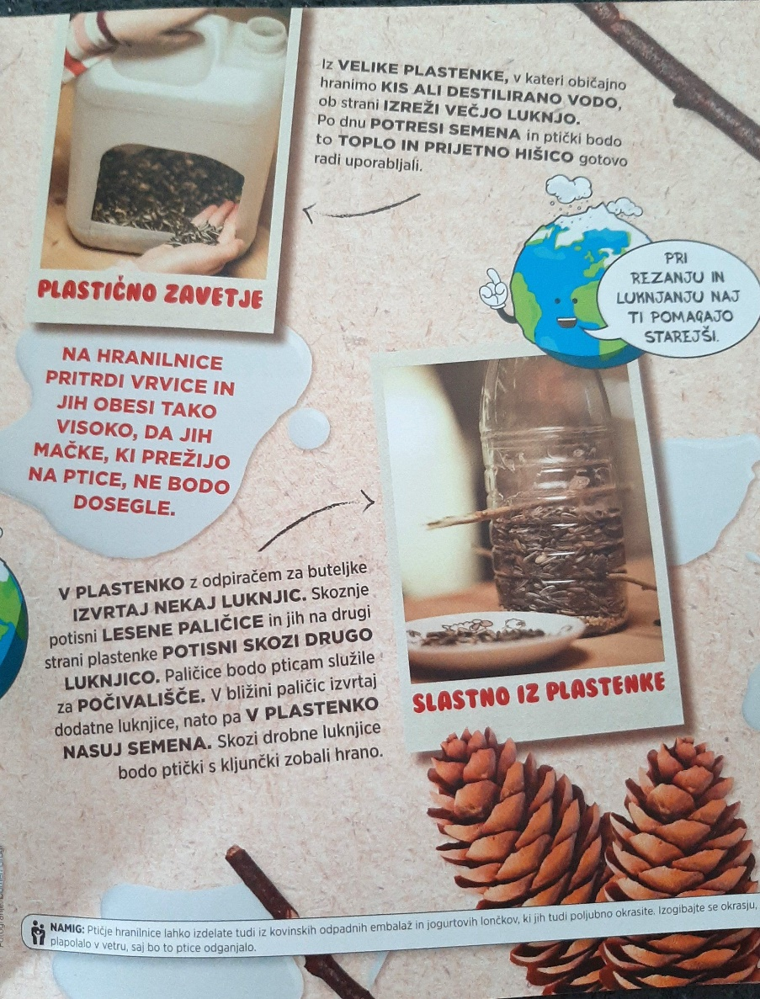 Iz VELIKE PLASTENKE, v kateri običajno
hranimo KIS ALI DESTILIRANO VODO,
ob strani IZREŽI VEČJO LUKNJO.
Po dnu POTRESI SEMENA in ptički bodo
to TOPLO IN PRIJETNO HIŠICO gotovo
radi uporabljali.
PLASTIČNO ZAVETJE
PRI
REZANJU IN
LUKNJANJU NAJ
TI POMAGAJO
STAREJŠI.
NA HRANILNICE
PRITRDI VRVICE IN
JIH OBESI TAKO
VISOKO, DA JIH
MAČKE, KI PREŽIJO
NA PTICE, NE BODO
DOSEGLE.
V PLASTENKO z odpiračem za buteljke
IZVRTAJ NEKAJ LUKNJIC. Skoznje
potisni LESENE PALIČICE in jih na drugi
strani plastenke POTISNI SKOZI DRUGO
LUKNJICO. Paličice bodo pticam služile
za POČIVALIŠČE. V bližini paličic izvrtaj
dodatne luknjice, nato pa V PLASTENKO
NASUJ SEMENA. Skozi drobne luknjice
bodo ptički s kljunčki zobali hrano.
SLASTNO IZ PLASTENKE
NAMIG: Ptičje hranilnice lahko izdelate tudi iz kovinskih odpadnih embalaž in jogurtovih lončkov, ki jih tudi poljubno okrasite. Izogibajte se okrasju,
plapolalo v vetru, saj bo to ptice odganjalo.